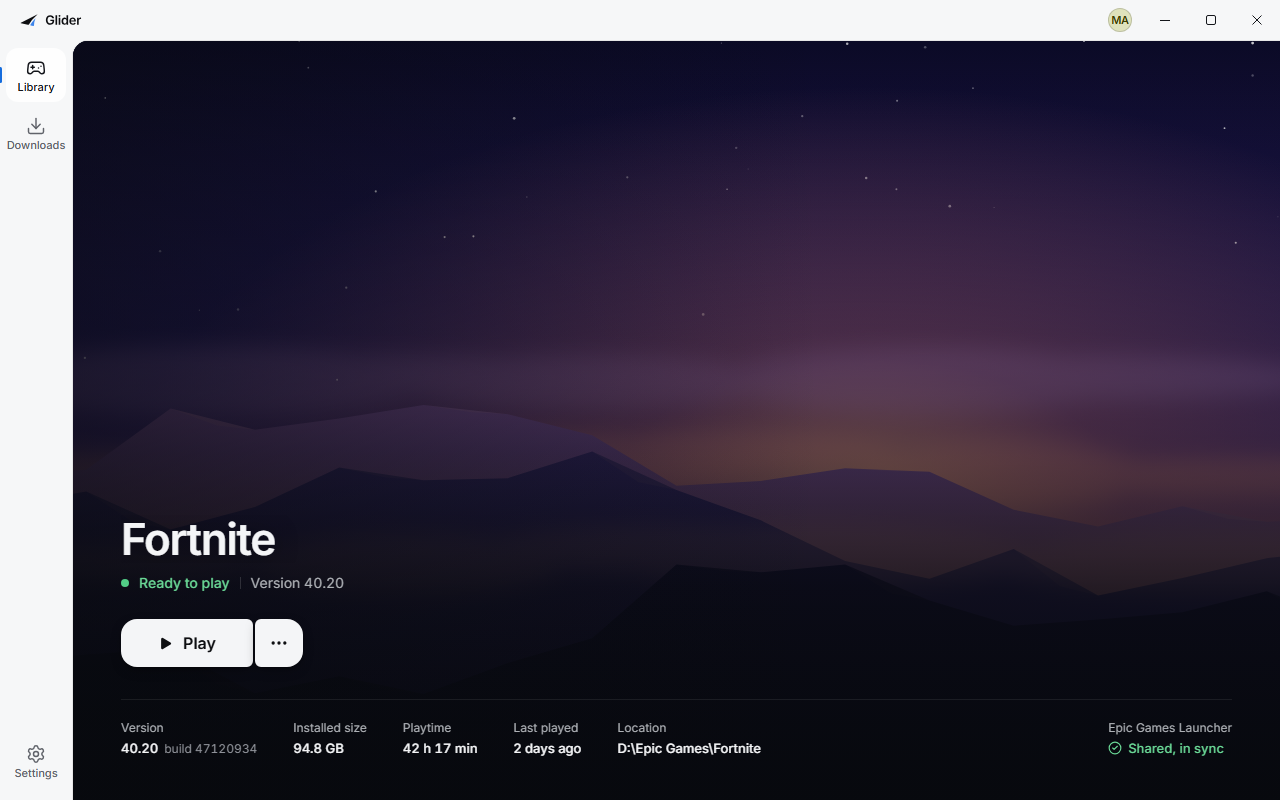 Glider
MA
Library
Downloads
Fortnite
Ready to play
Version 40.20
Play
Version
40.20 build 47120934
Installed size
94.8 GB
Playtime
42 h 17 min
Last played
2 days ago
Location
D:\Epic Games\Fortnite
Epic Games Launcher
Shared, in sync
Settings